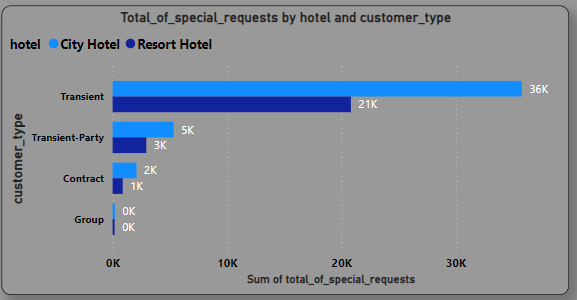 Total_of_special_requests by hotel and customer_type
hotel City Hotel Resort Hotel
customer_type
Transient 36K
21K
Transient-Party 5K
3K
Contract 2K
1K
Group 0K
0K
0K 10K 20K 30K
Sum of total_of_special_requests